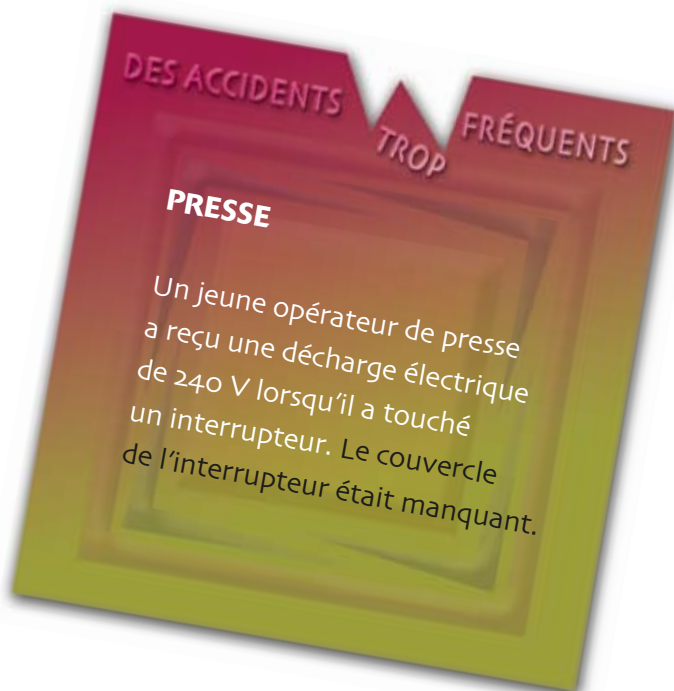 DES ACCIDENTS TROP FRÉQUENTS
PRESSE
Un jeune opérateur de presse
a reçu une décharge électrique
de 240 V lorsqu'il a touché
un interrupteur. Le couvercle
de l'interrupteur était manquant.